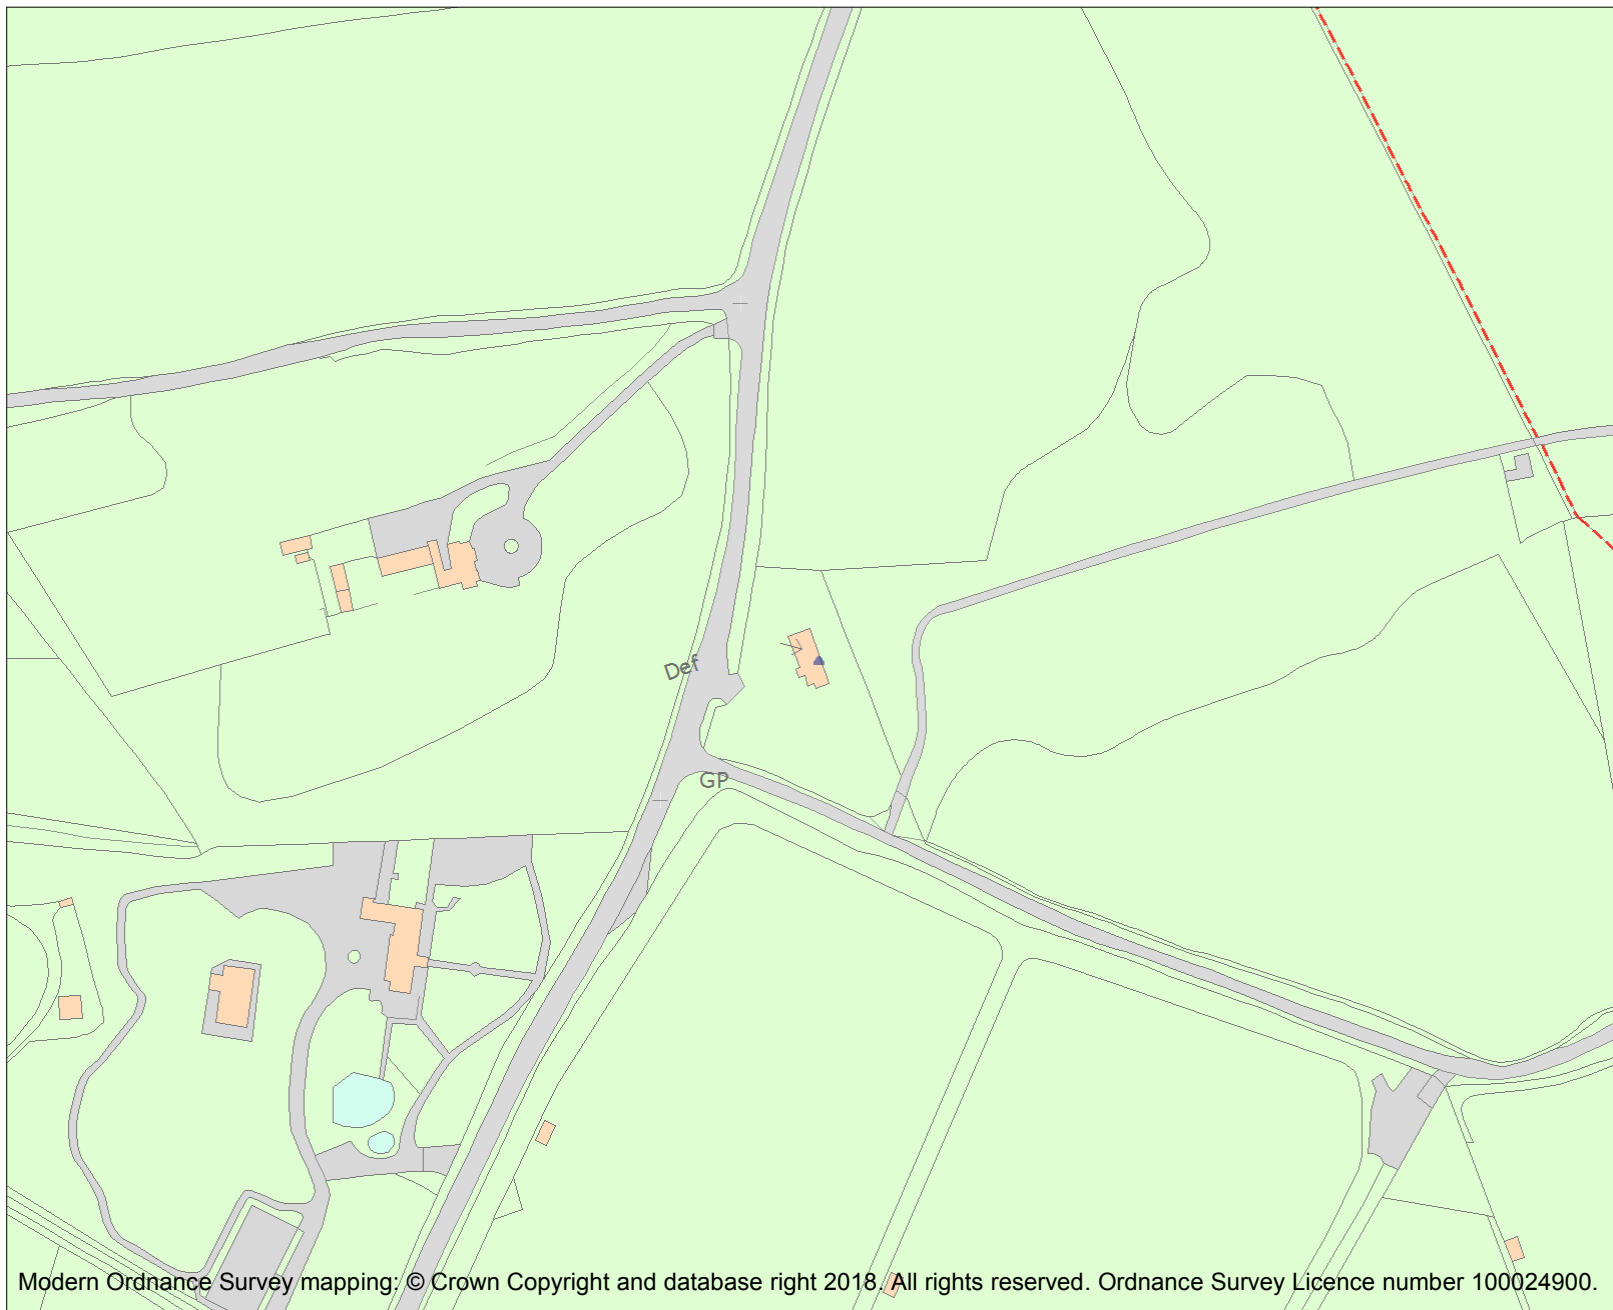 Def
GP
Modern Ordnance Survey mapping: © Crown Copyright and database right 2018. All rights reserved. Ordnance Survey Licence number 100024900.